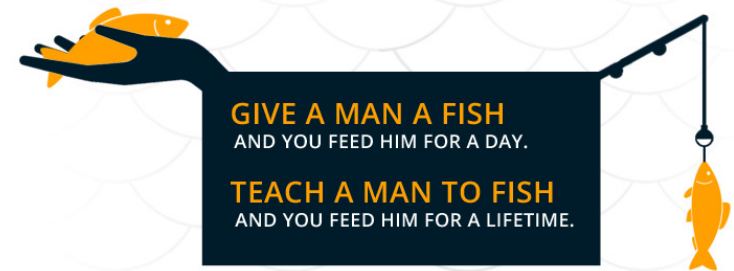 GIVE A MAN A FISH
AND YOU FEED HIM FOR A DAY.
TEACH A MAN TO FISH
AND YOU FEED HIM FOR A LIFETIME.